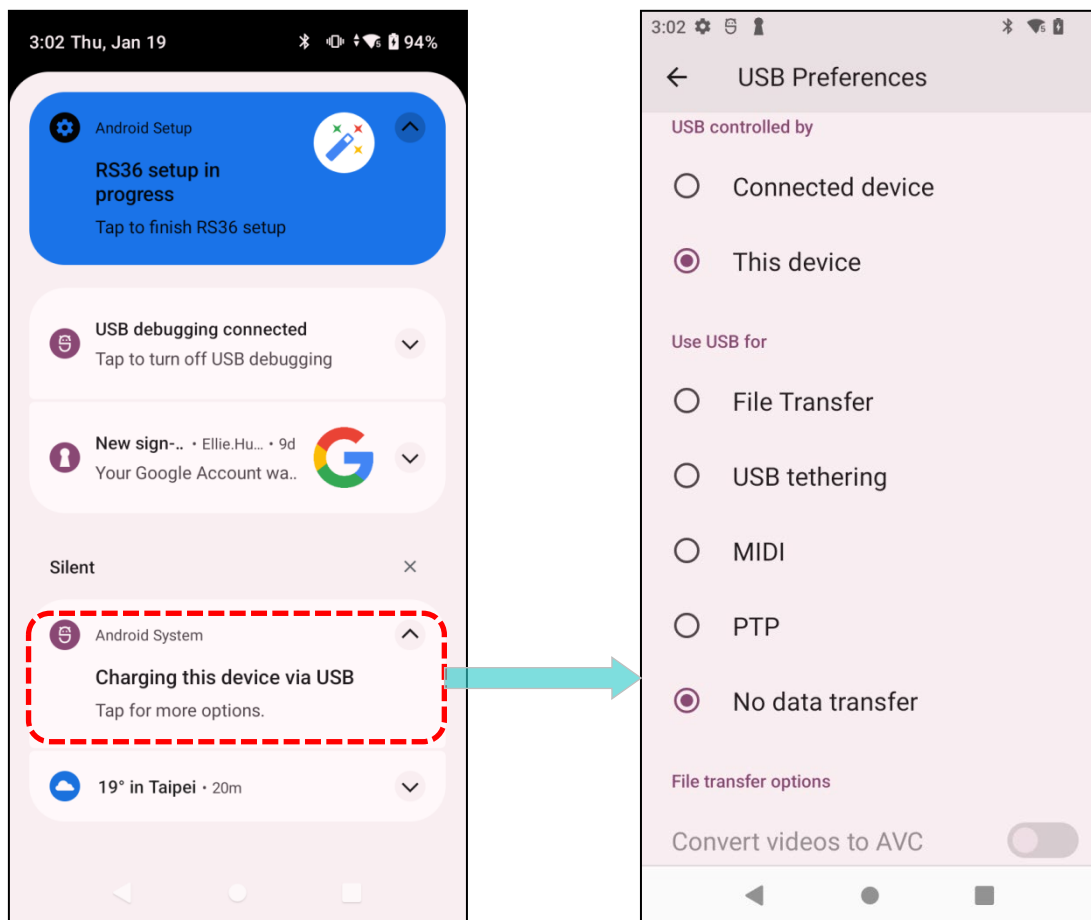 3:02 Thu, Jan 19
94%
Android Setup
RS36 setup in
progress
Tap to finish RS36 setup
USB debugging connected
Tap to turn off USB debugging
New sign-.. • Ellie.Hu... • 9d
Your Google Account wa..
Silent
Android System
Charging this device via USB
Tap for more options.
19° in Taipei • 20m
3:02
USB Preferences
USB controlled by
Connected device
This device
Use USB for
File Transfer
USB tethering
MIDI
PTP
No data transfer
File transfer options
Convert videos to AVC